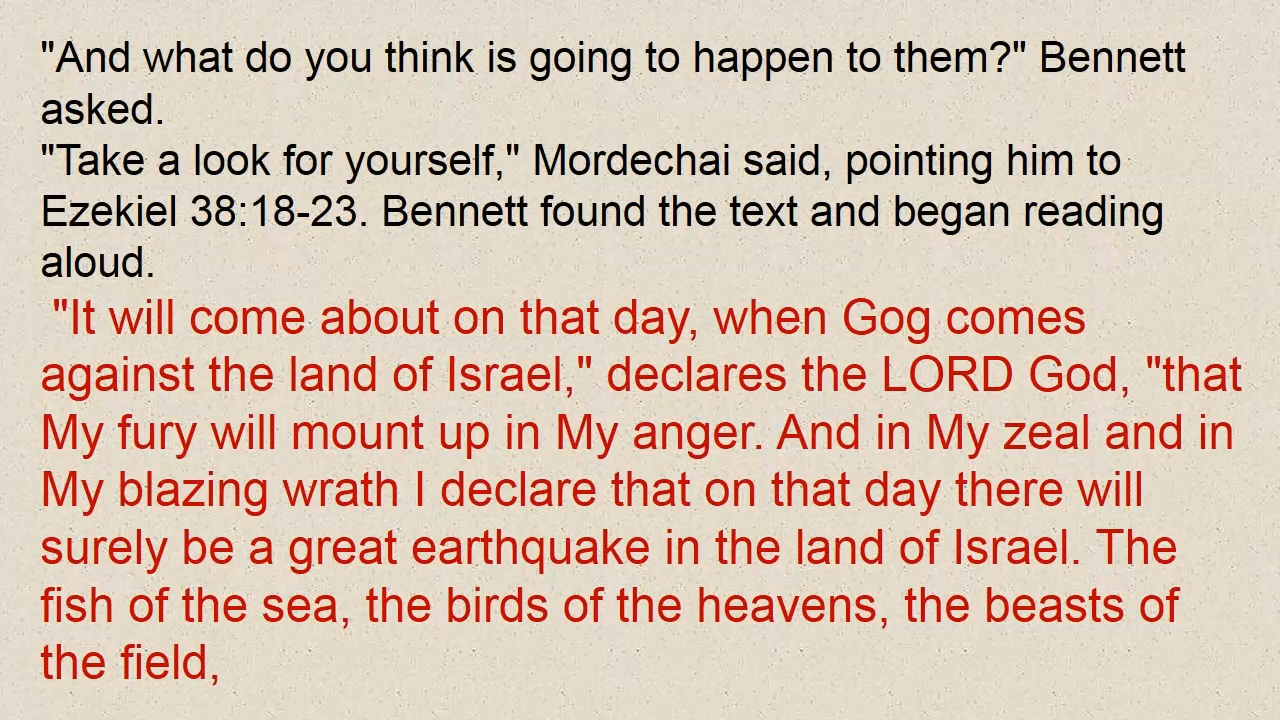 "And what do you think is going to happen to them?" Bennett
asked.
"Take a look for yourself," Mordechai said, pointing him to
Ezekiel 38:18-23. Bennett found the text and began reading
aloud.
"It will come about on that day, when Gog comes
against the land of Israel," declares the LORD God, "that
My fury will mount up in My anger. And in My zeal and in
My blazing wrath I declare that on that day there will
surely be a great earthquake in the land of Israel. The
fish of the sea, the birds of the heavens, the beasts of
the field,